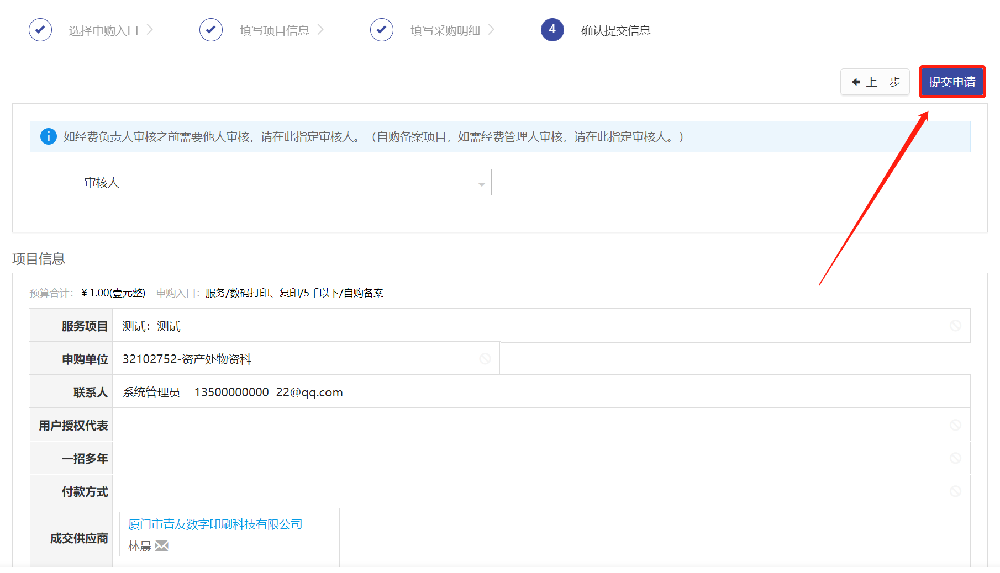 选择申购入口 填写项目信息 填写采购明细 4 确认提交信息
上一步 提交申请
如经费负责人审核之前需要他人审核，请在此指定审核人。（自购备案项目，如需经费管理人审核，请在此指定审核人。）
审核人
项目信息
预算合计： ¥ 1.00(壹元整) 申购入口： 服务/数码打印、复印/5千以下/自购备案
服务项目 测试：测试
申购单位 32102752-资产处物资科
联系人 系统管理员 13500000000 22@qq.com
用户授权代表
一招多年
付款方式
成交供应商 厦门市青友数字印刷科技有限公司
林晨